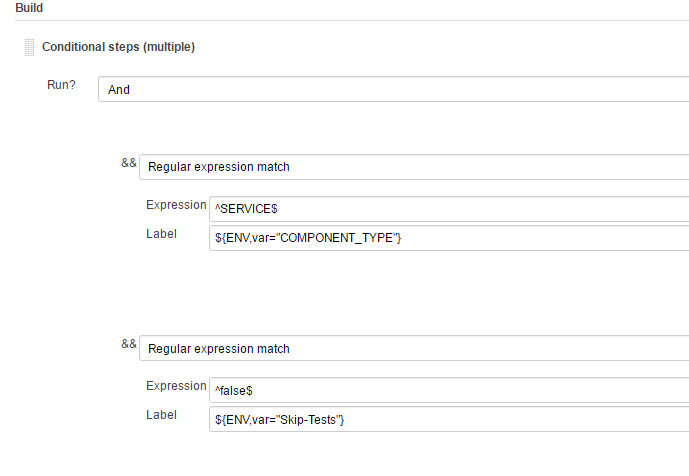 Build
Conditional steps (multiple)
Run? And
&& Regular expression match
Expression ^SERVICE$
Label ${ENV,var="COMPONENT_TYPE"}
&& Regular expression match
Expression ^false$
Label ${ENV,var="Skip-Tests"}